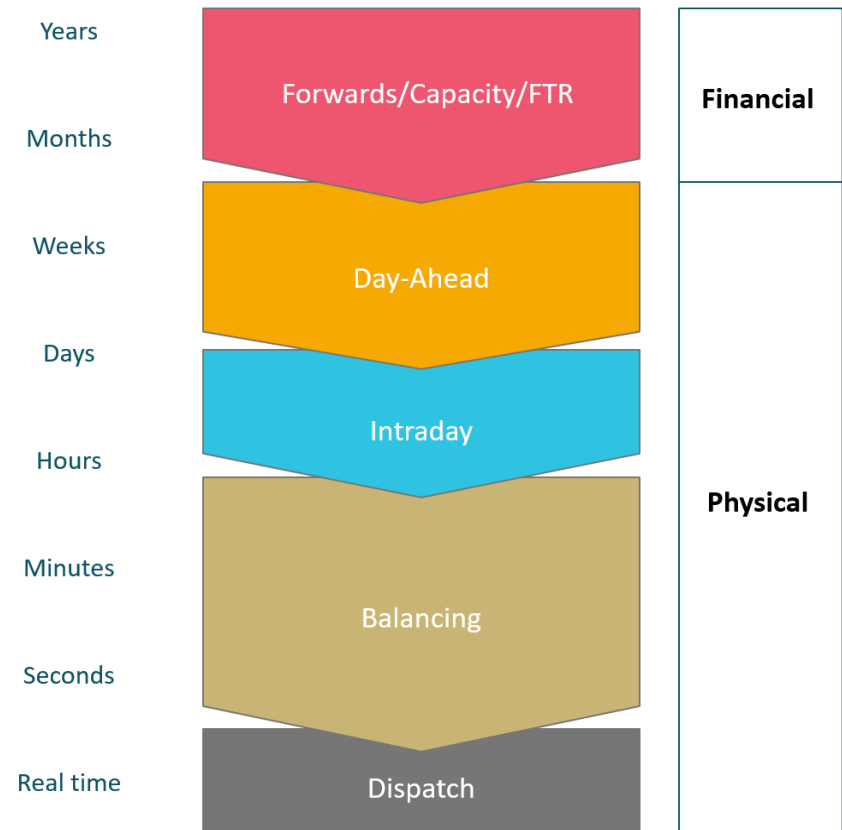 Years
Forwards/Capacity/FTR
Financial
Months
Weeks
Day-Ahead
Days
Intraday
Hours
Physical
Minutes
Balancing
Seconds
Real time
Dispatch